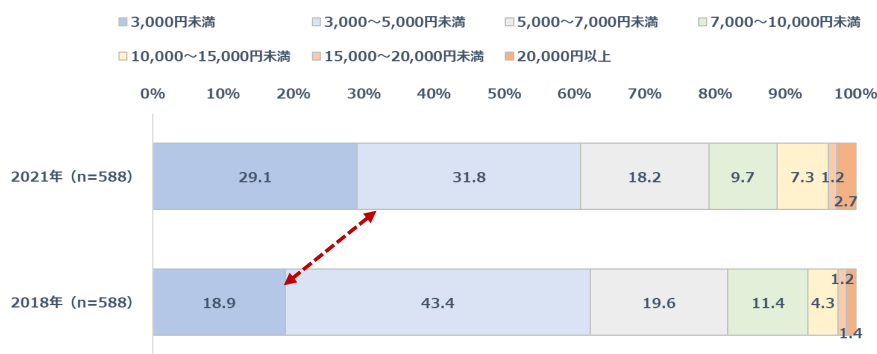 3,000円未満 3,000～5,000円未満 5,000～7,000円未満 7,000～10,000円未満
10,000～15,000円未満 15,000～20,000円未満 20,000円以上
0% 10% 20% 30% 40% 50% 60% 70% 80% 90% 100%
2021年（n=588） 29.1 31.8 18.2 9.7 7.3 1.2
2.7
1.2
2018年（n=588） 18.9 43.4 19.6 11.4 4.3
1.4